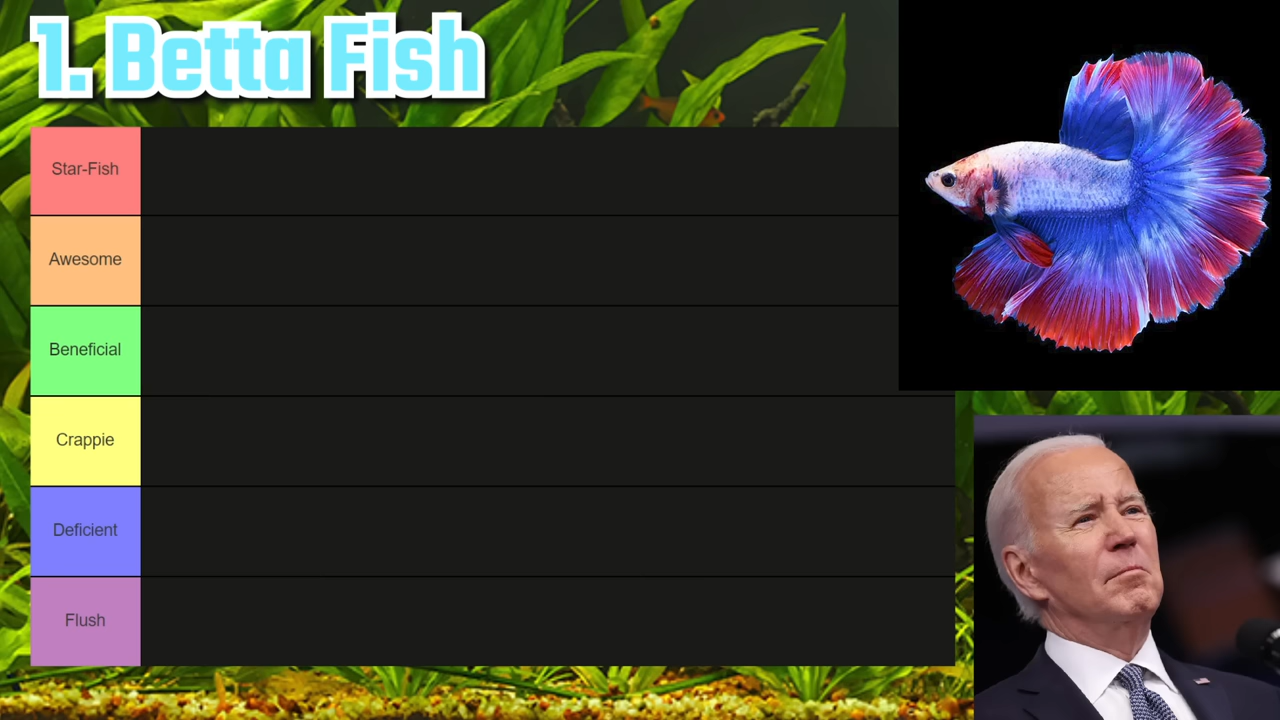 1. Betta Fish
Star-Fish
Awesome
Beneficial
Crappie
Deficient
Flush